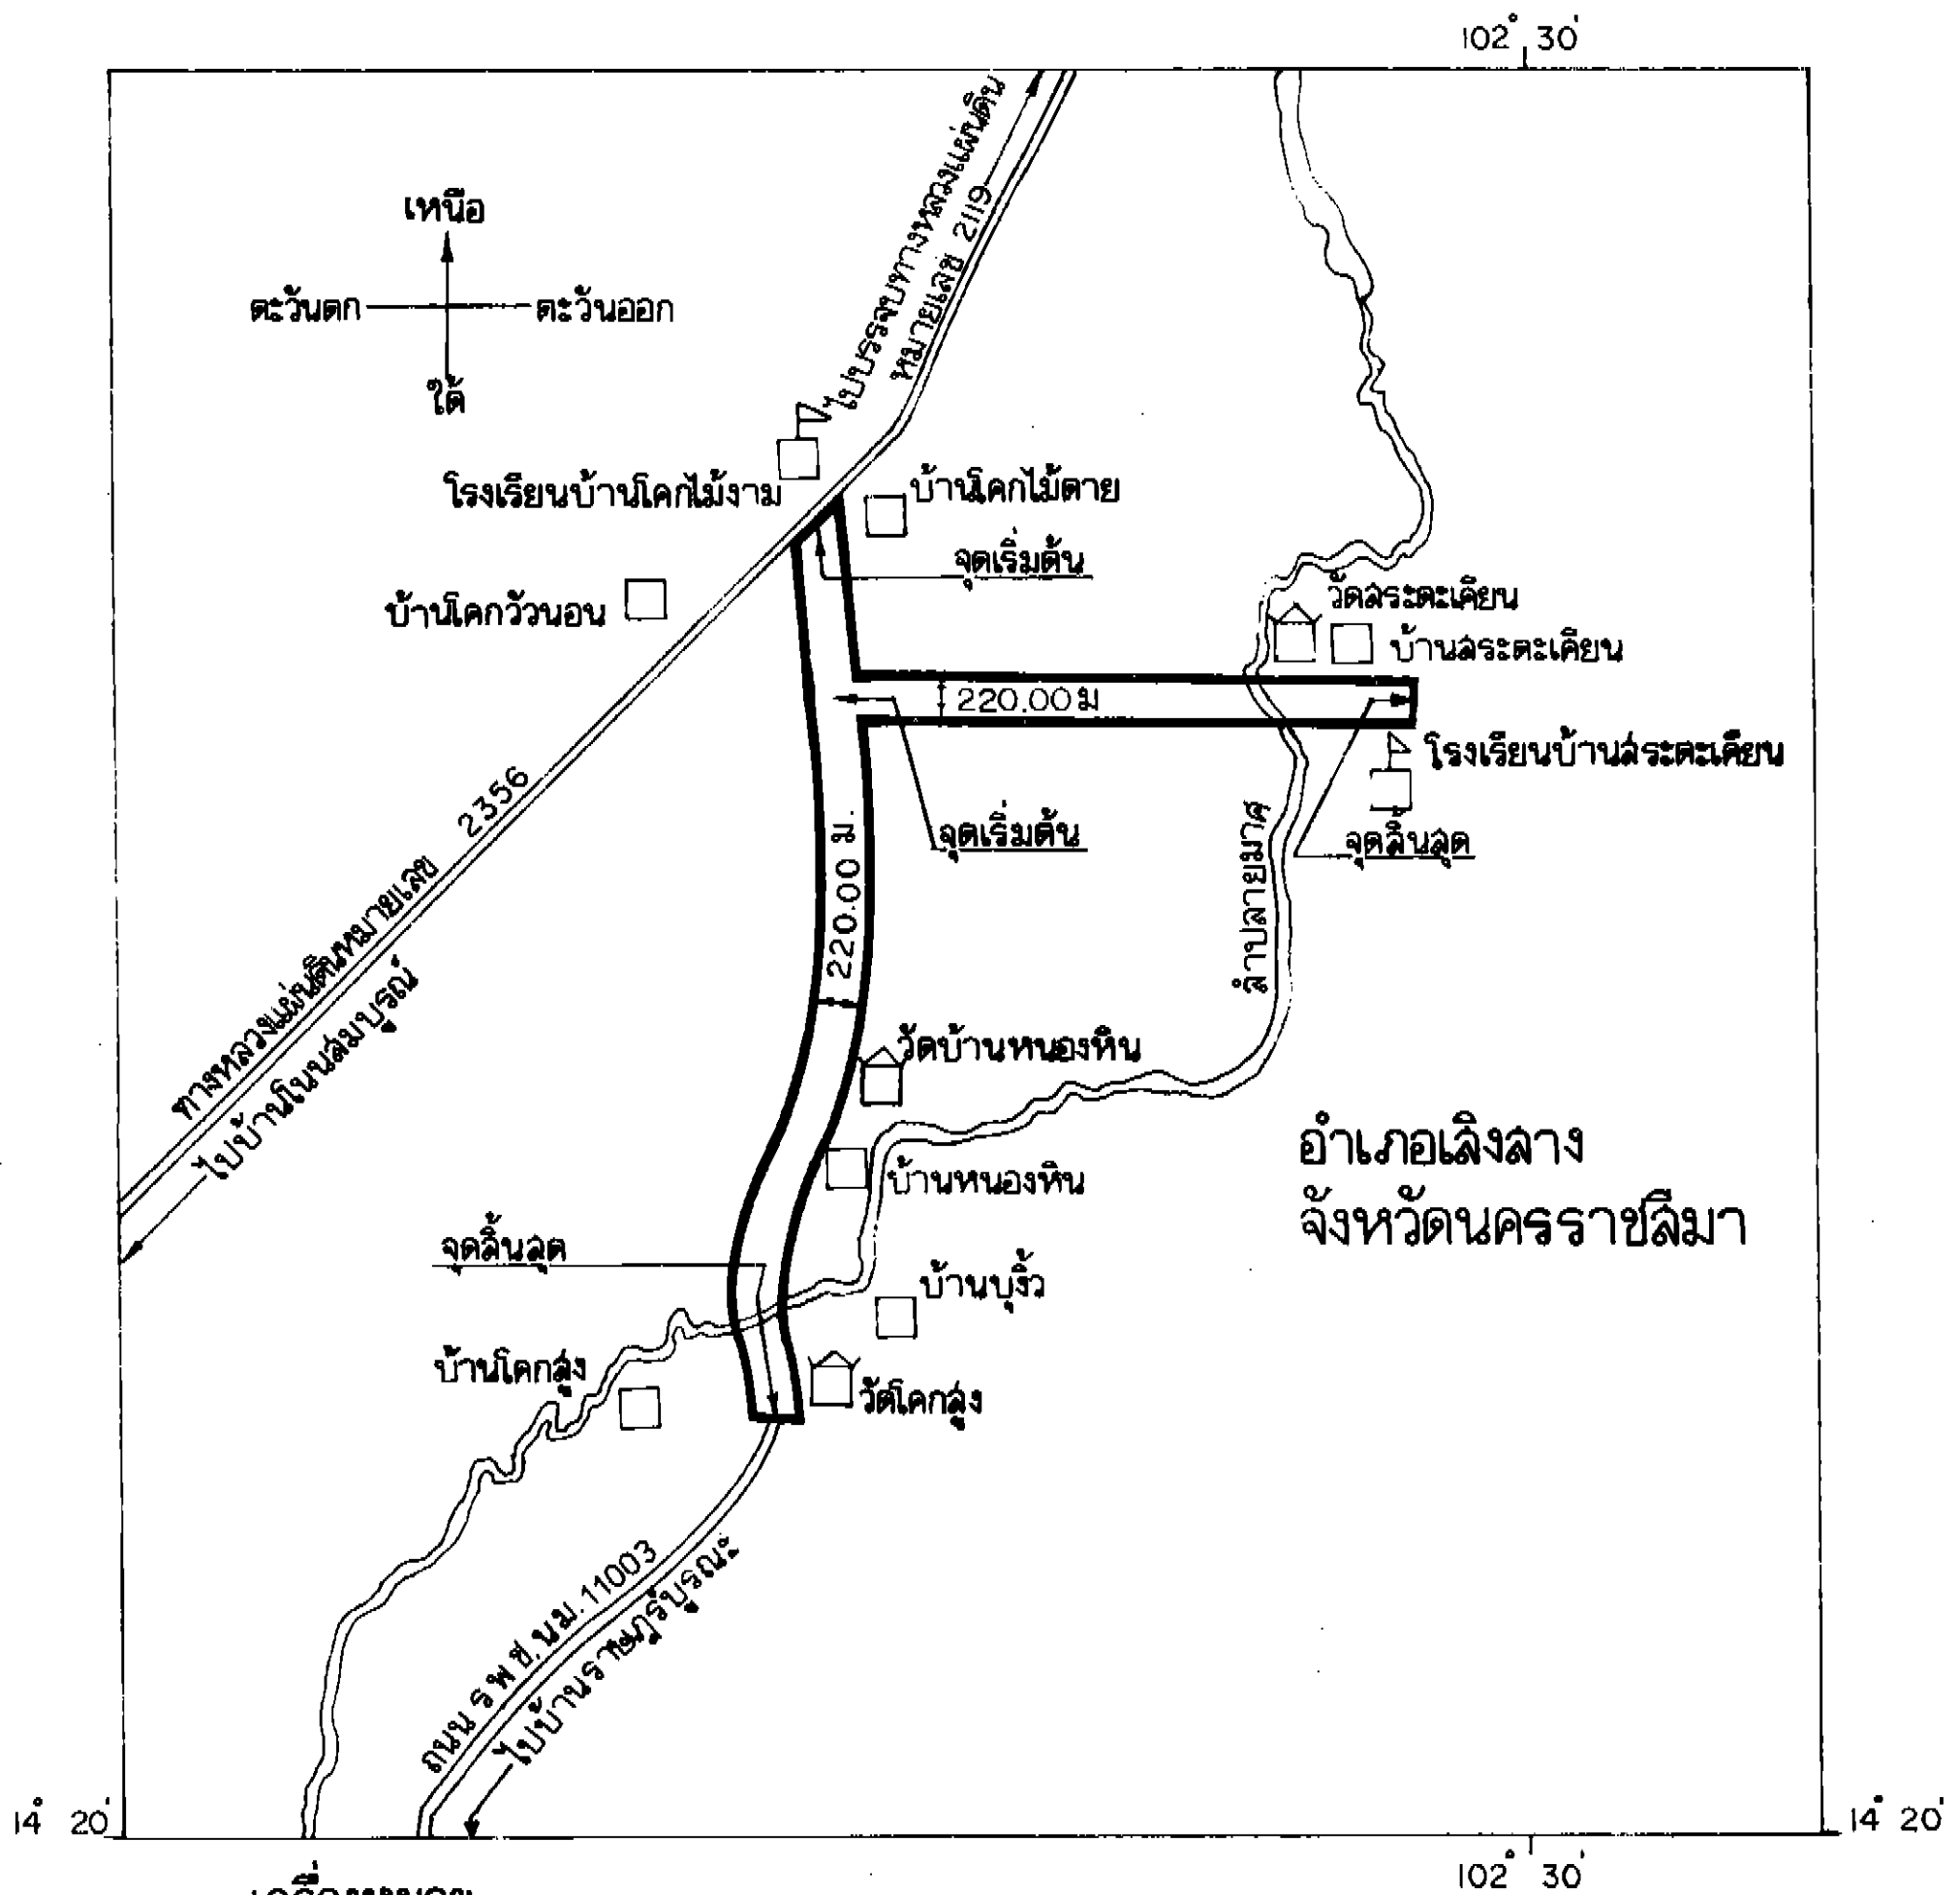 102° 30'
เหนือ
ตะวันตก
ตะวันออก
ใต้
ไปบรรจบทางหลวงแผ่นดิน
หมายเลข 2119
โรงเรียนบ้านโคกไม้งาม
บ้านโคกไม้ตาย
จุดเริ่มต้น
บ้านโคกวัวนอน
วัดสระตะเคียน
บ้านสระตะเคียน
220.00 ม
โรงเรียนบ้านสระตะเคียน
จุดเริ่มต้น
จุดสิ้นสุด
220.00 ม.
ลำปลายมาศ
ทางหลวงแผ่นดินหมายเลข 2356
ไปบ้านโนนสมบูรณ์
วัดบ้านหนองหิน
บ้านหนองหิน
อำเภอเสิงสาง
จังหวัดนครราชสีมา
จุดสิ้นสุด
บ้านบุงิ้ว
บ้านโคกสูง
วัดโคกสูง
ถนน รพช. นม. 11003
ไปบ้านราษฎร์บูรณะ
14° 20'
14° 20'
102° 30'